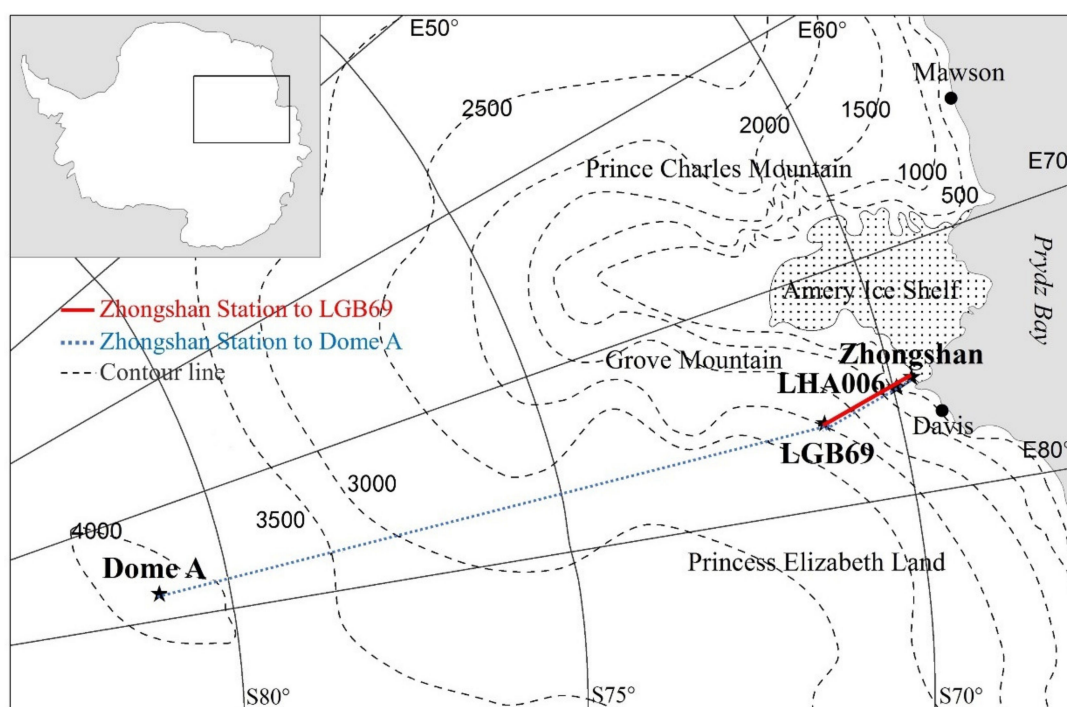 E50°
E60°
Mawson
2500
1500
2000
Prince Charles Mountain
1000
E70
500
Prydz Bay
Amery Ice Shelf
Zhongshan Station to LGB69
Zhongshan Station to Dome A
Contour line
Grove Mountain
Zhongshan
LHA006
Davis
LGB69
E80°
3000
3500
4000
Dome A
Princess Elizabeth Land
S80°
S75°
S70°